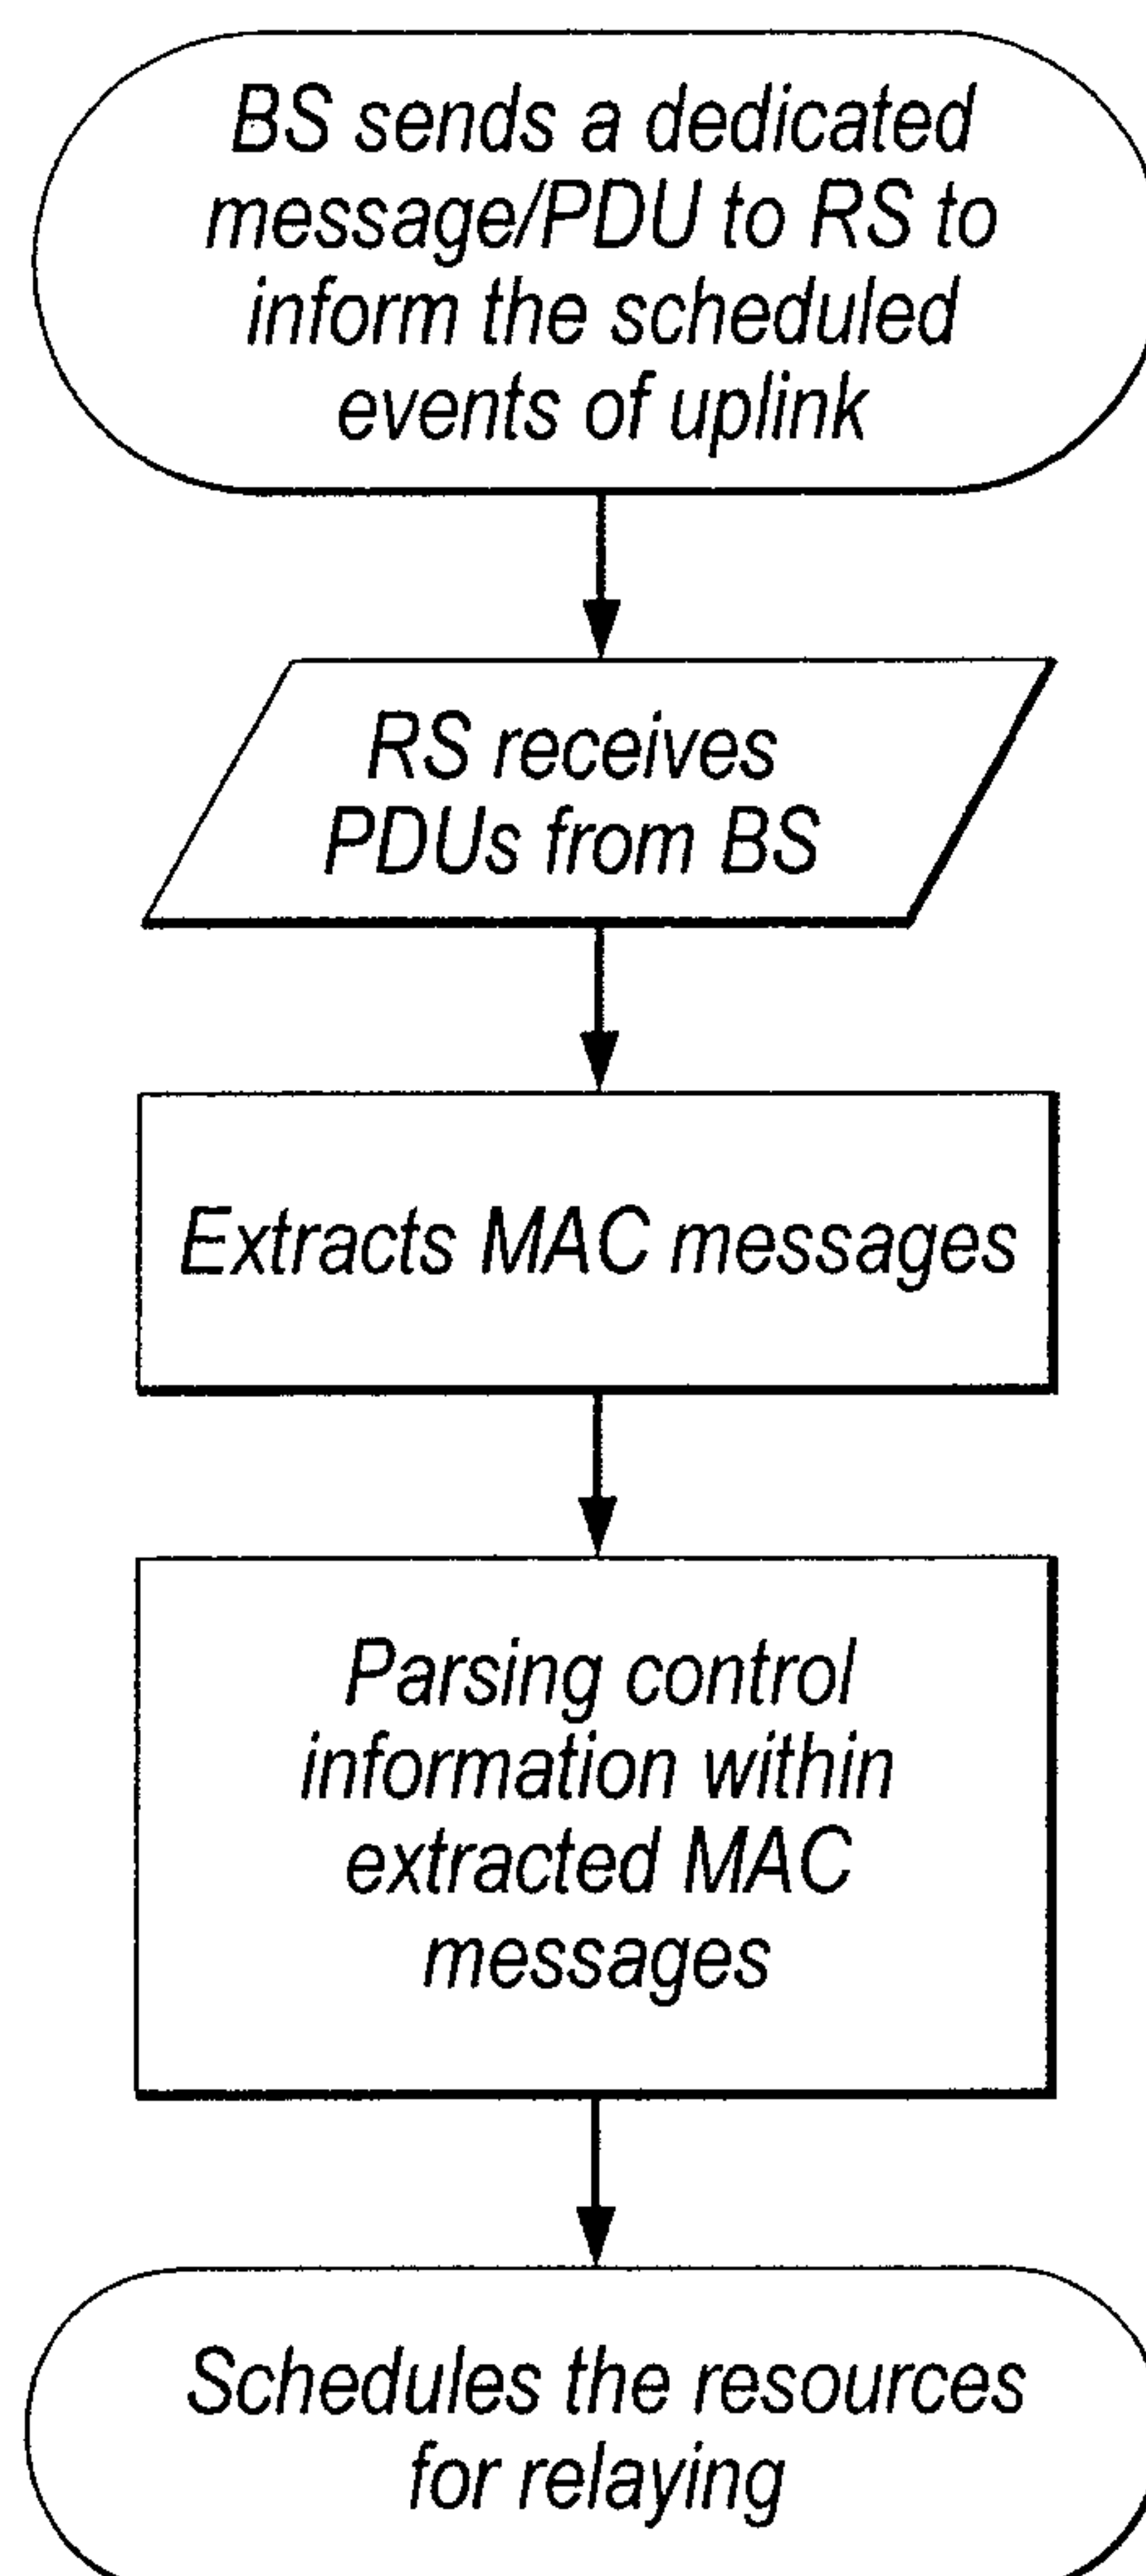 BS sends a dedicated
message/PDU to RS to
inform the scheduled
events of uplink
RS receives
PDUs from BS
Extracts MAC messages
Parsing control
information within
extracted MAC
messages
Schedules the resources
for relaying